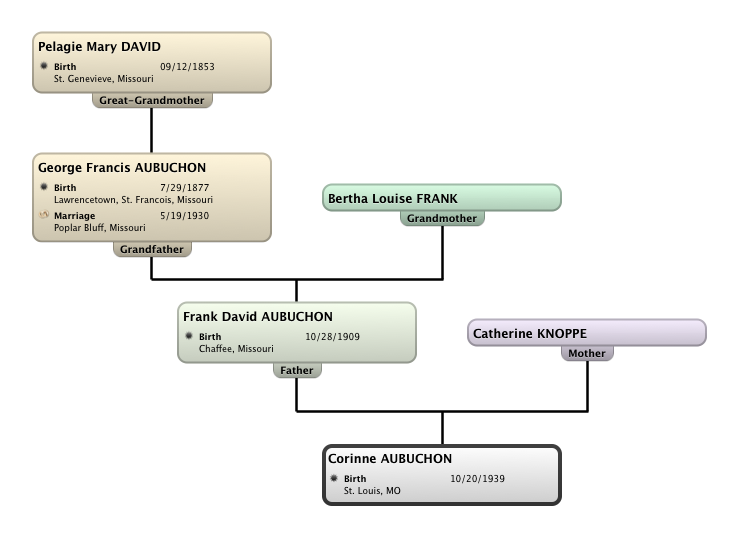 Pelagie Mary DAVID
Birth 09/12/1853
St. Genevieve, Missouri
Great-Grandmother
George Francis AUBUCHON
Birth 7/29/1877
Lawrencetown, St. Francois, Missouri
Marriage 5/19/1930
Poplar Bluff, Missouri
Grandfather
Bertha Louise FRANK
Grandmother
Frank David AUBUCHON
Birth 10/28/1909
Chaffee, Missouri
Father
Catherine KNOPPE
Mother
Corinne AUBUCHON
Birth 10/20/1939
St. Louis, MO